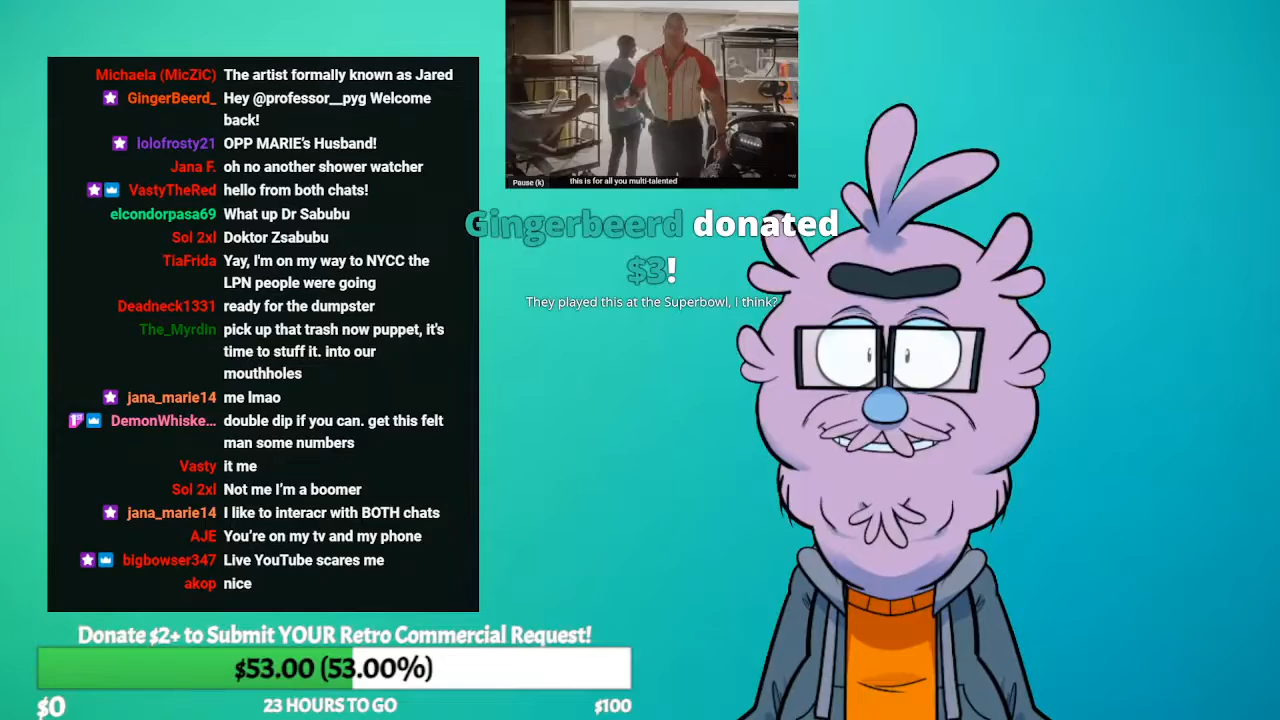 Michaela (MicZiC) The artist formally known as Jared
GingerBeerd_ Hey @professor__pyg Welcome
back!
lolofrosty21 OPP MARIE's Husband!
Jana F. oh no another shower watcher
VastyTheRed hello from both chats!
elcondorpasa69 What up Dr Sabubu
Sol 2xl Doktor Zsabubu
TiaFrida Yay, I'm on my way to NYCC the
LPN people were going
Deadneck1331 ready for the dumpster
The_Myrdin pick up that trash now puppet, it's
time to stuff it. into our
mouthholes
jana_marie14 me lmao
DemonWhiske... double dip if you can. get this felt
man some numbers
Vasty it me
Sol 2xl Not me I'm a boomer
jana_marie14 I like to interacr with BOTH chats
AJE You're on my tv and my phone
bigbowser347 Live YouTube scares me
akop nice
Pause (k)
this is for all you multi-talented
Gingerbeerd donated
$3!
They played this at the Superbowl, I think?
Donate $2+ to Submit YOUR Retro Commercial Request!
$53.00 (53.00%)
$0 23 HOURS TO GO $100